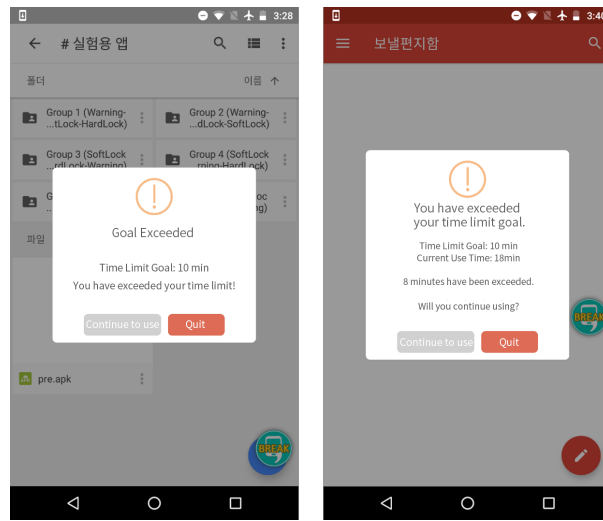 3:28
# 실험용 앱
폴더
이름
Group 1 (Warning-
...tLock-HardLock)
Group 2 (Warning-
...dLock-SoftLock)
Group 3 (SoftLock
...rdLock-Warning)
Group 4 (SoftLock
rning-HardLock)
파일
Goal Exceeded
Time Limit Goal: 10 min
You have exceeded your time limit!
Continue to use
Quit
pre.apk
BREAK
3:40
보낼편지함
You have exceeded
your time limit goal.
Time Limit Goal: 10 min
Current Use Time: 18min
8 minutes have been exceeded.
Will you continue using?
Continue to use
Quit
BREAK